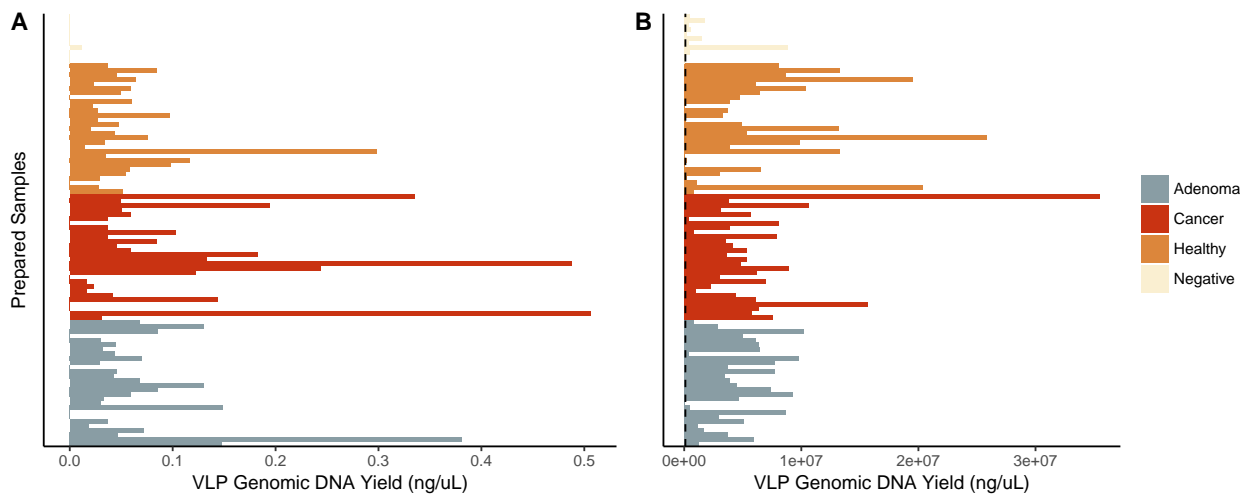 A
B
Prepared Samples
0.0 0.1 0.2 0.3 0.4 0.5
VLP Genomic DNA Yield (ng/uL)
0e+00 1e+07 2e+07 3e+07
VLP Genomic DNA Yield (ng/uL)
Adenoma
Cancer
Healthy
Negative